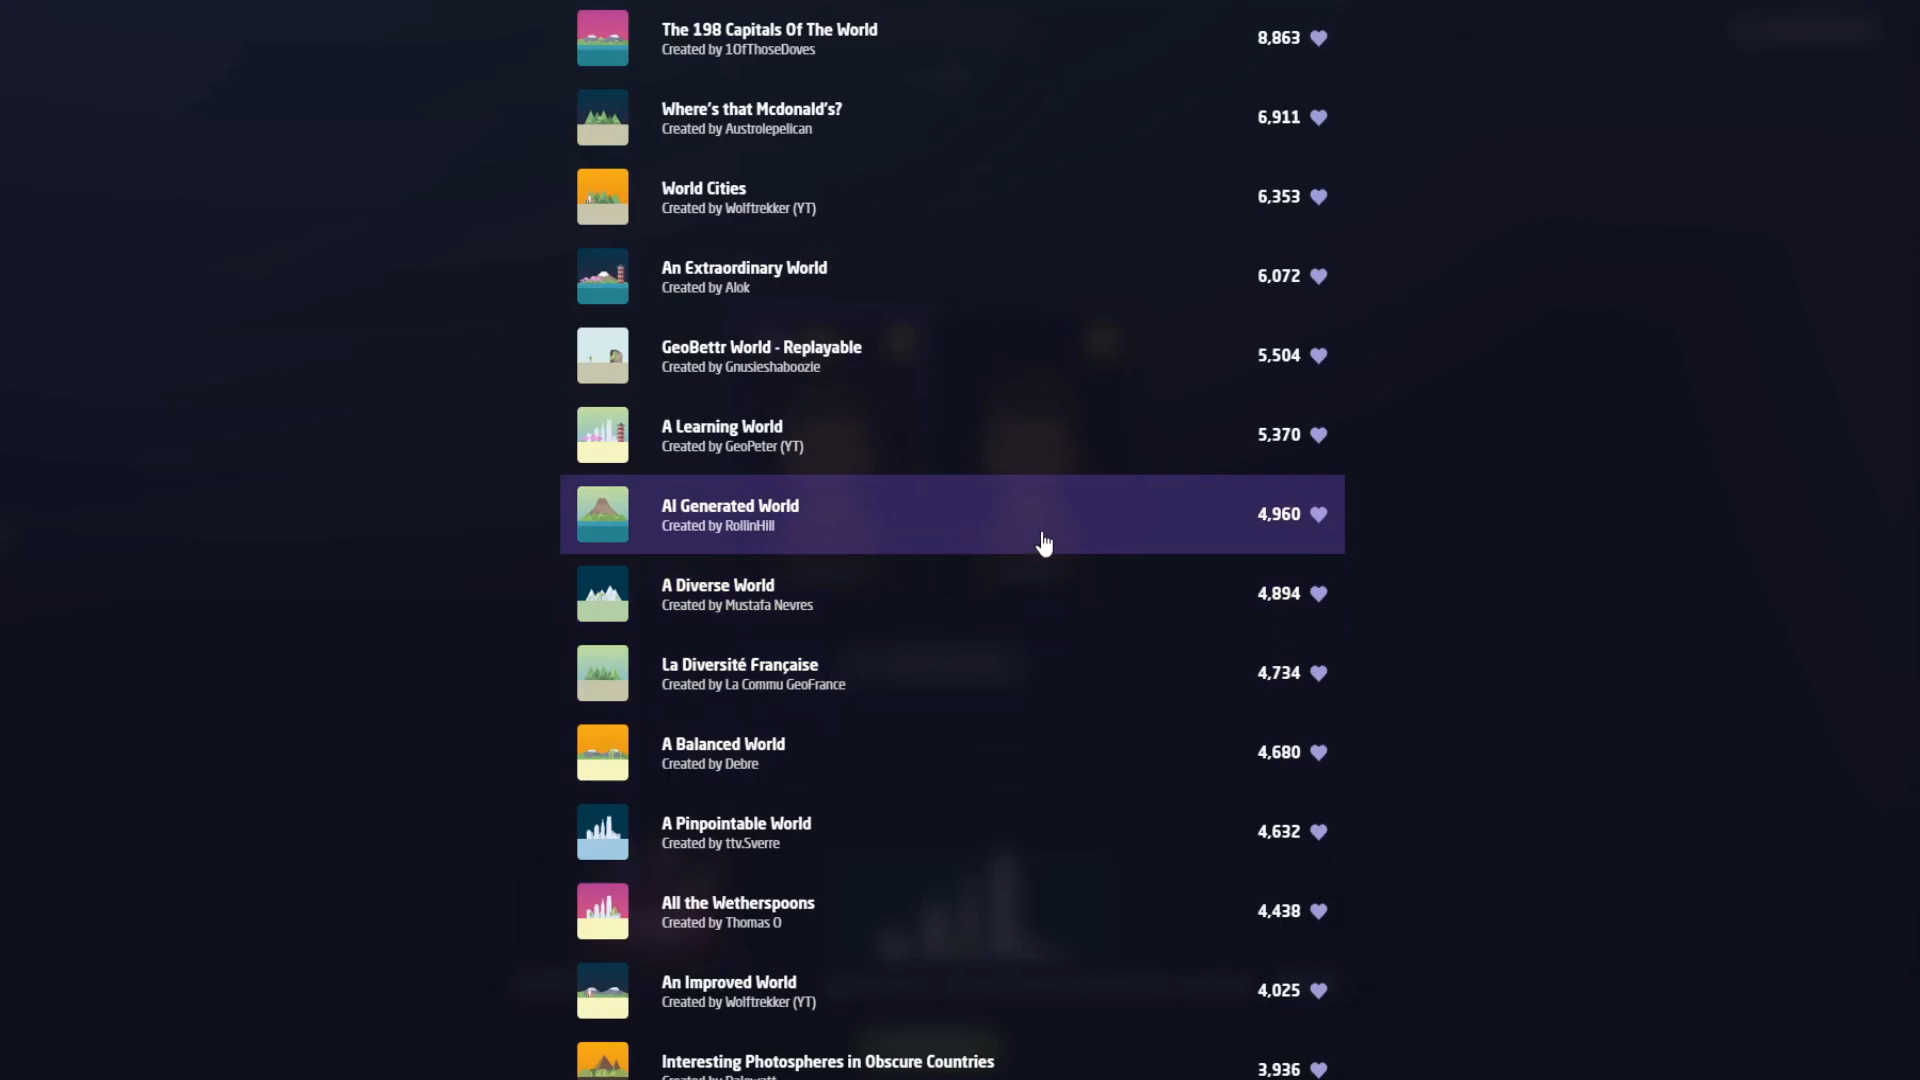 The 198 Capitals Of The World
8,863
Created by 1OfThoseDoves
Where's that Mcdonald's?
6,911
Created by Austrolepelican
World Cities
6,353
Created by Wolftrekker (YT)
An Extraordinary World
6,072
Created by Alok
GeoBettr World - Replayable
5,504
Created by Gnusieshaboozie
A Learning World
5,370
Created by GeoPeter (YT)
AI Generated World
4,960
Created by RollinHill
A Diverse World
4,894
Created by Mustafa Nevres
La Diversité Française
4,734
Created by La Commu GeoFrance
A Balanced World
4,680
Created by Debre
A Pinpointable World
4,632
Created by ttv.Sverre
All the Wetherspoons
4,438
Created by Thomas O
An Improved World
4,025
Created by Wolftrekker (YT)
Interesting Photospheres in Obscure Countries
3,936
Created by